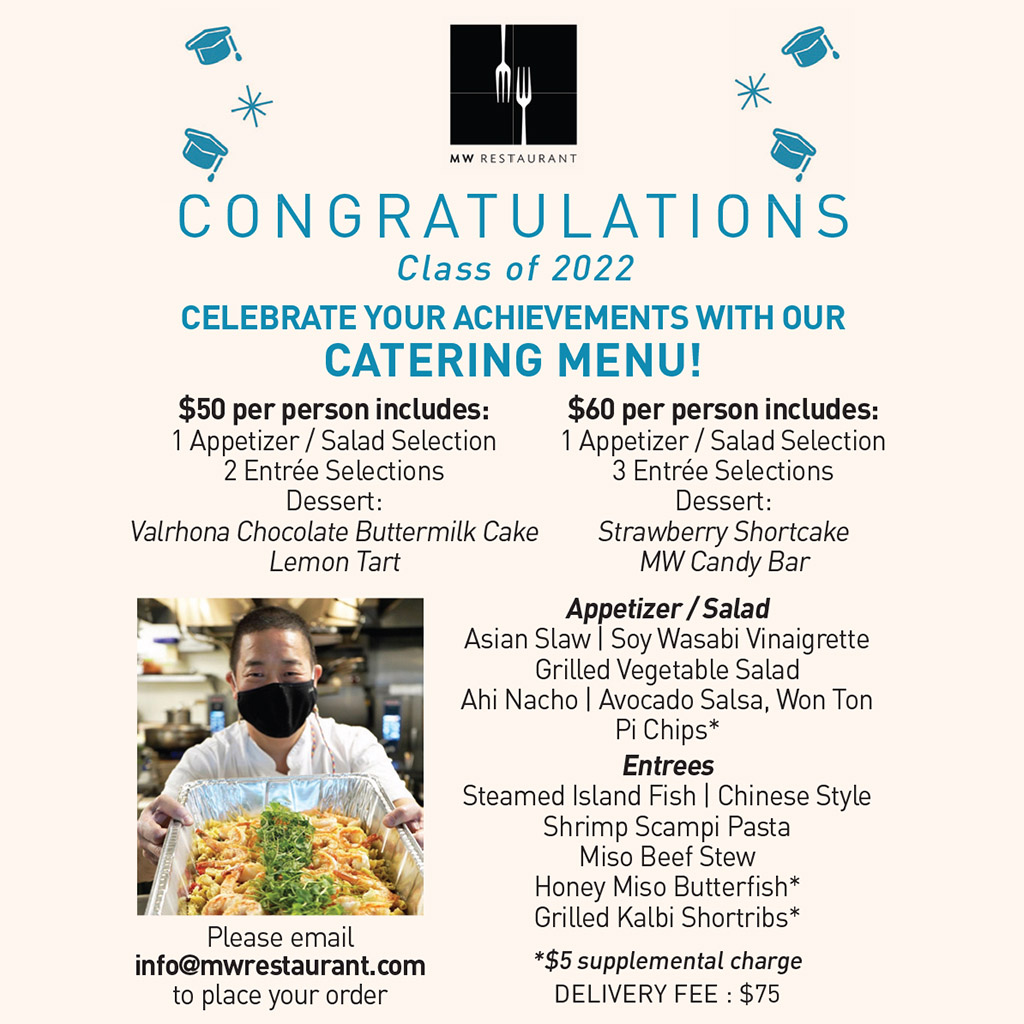 MW RESTAURANT
CONGRATULATIONS
Class of 2022
CELEBRATE YOUR ACHIEVEMENTS WITH OUR
CATERING MENU!
$50 per person includes:
1 Appetizer / Salad Selection
2 Entrée Selections
Dessert:
Valrhona Chocolate Buttermilk Cake
Lemon Tart
$60 per person includes:
1 Appetizer / Salad Selection
3 Entrée Selections
Dessert:
Strawberry Shortcake
MW Candy Bar
Appetizer / Salad
Asian Slaw | Soy Wasabi Vinaigrette
Grilled Vegetable Salad
Ahi Nacho | Avocado Salsa, Won Ton
Pi Chips*
Entrees
Steamed Island Fish | Chinese Style
Shrimp Scampi Pasta
Miso Beef Stew
Honey Miso Butterfish*
Grilled Kalbi Shortribs*
*$5 supplemental charge
DELIVERY FEE : $75
Please email
info@mwrestaurant.com
to place your order